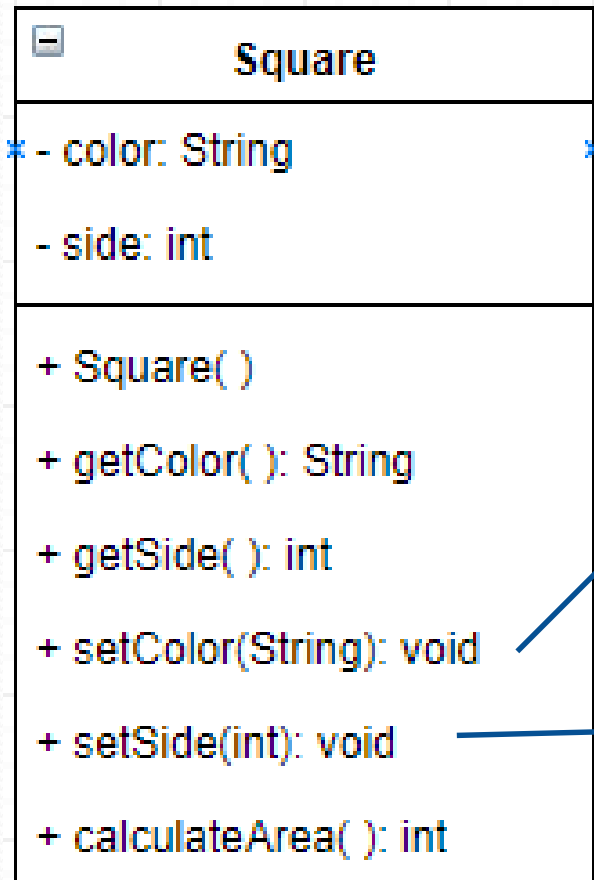 Square
- color: String
- side: int
+ Square( )
+ getColor( ): String
+ getSide( ): int
+ setColor(String): void
+ setSide(int): void
+ calculateArea( ): int